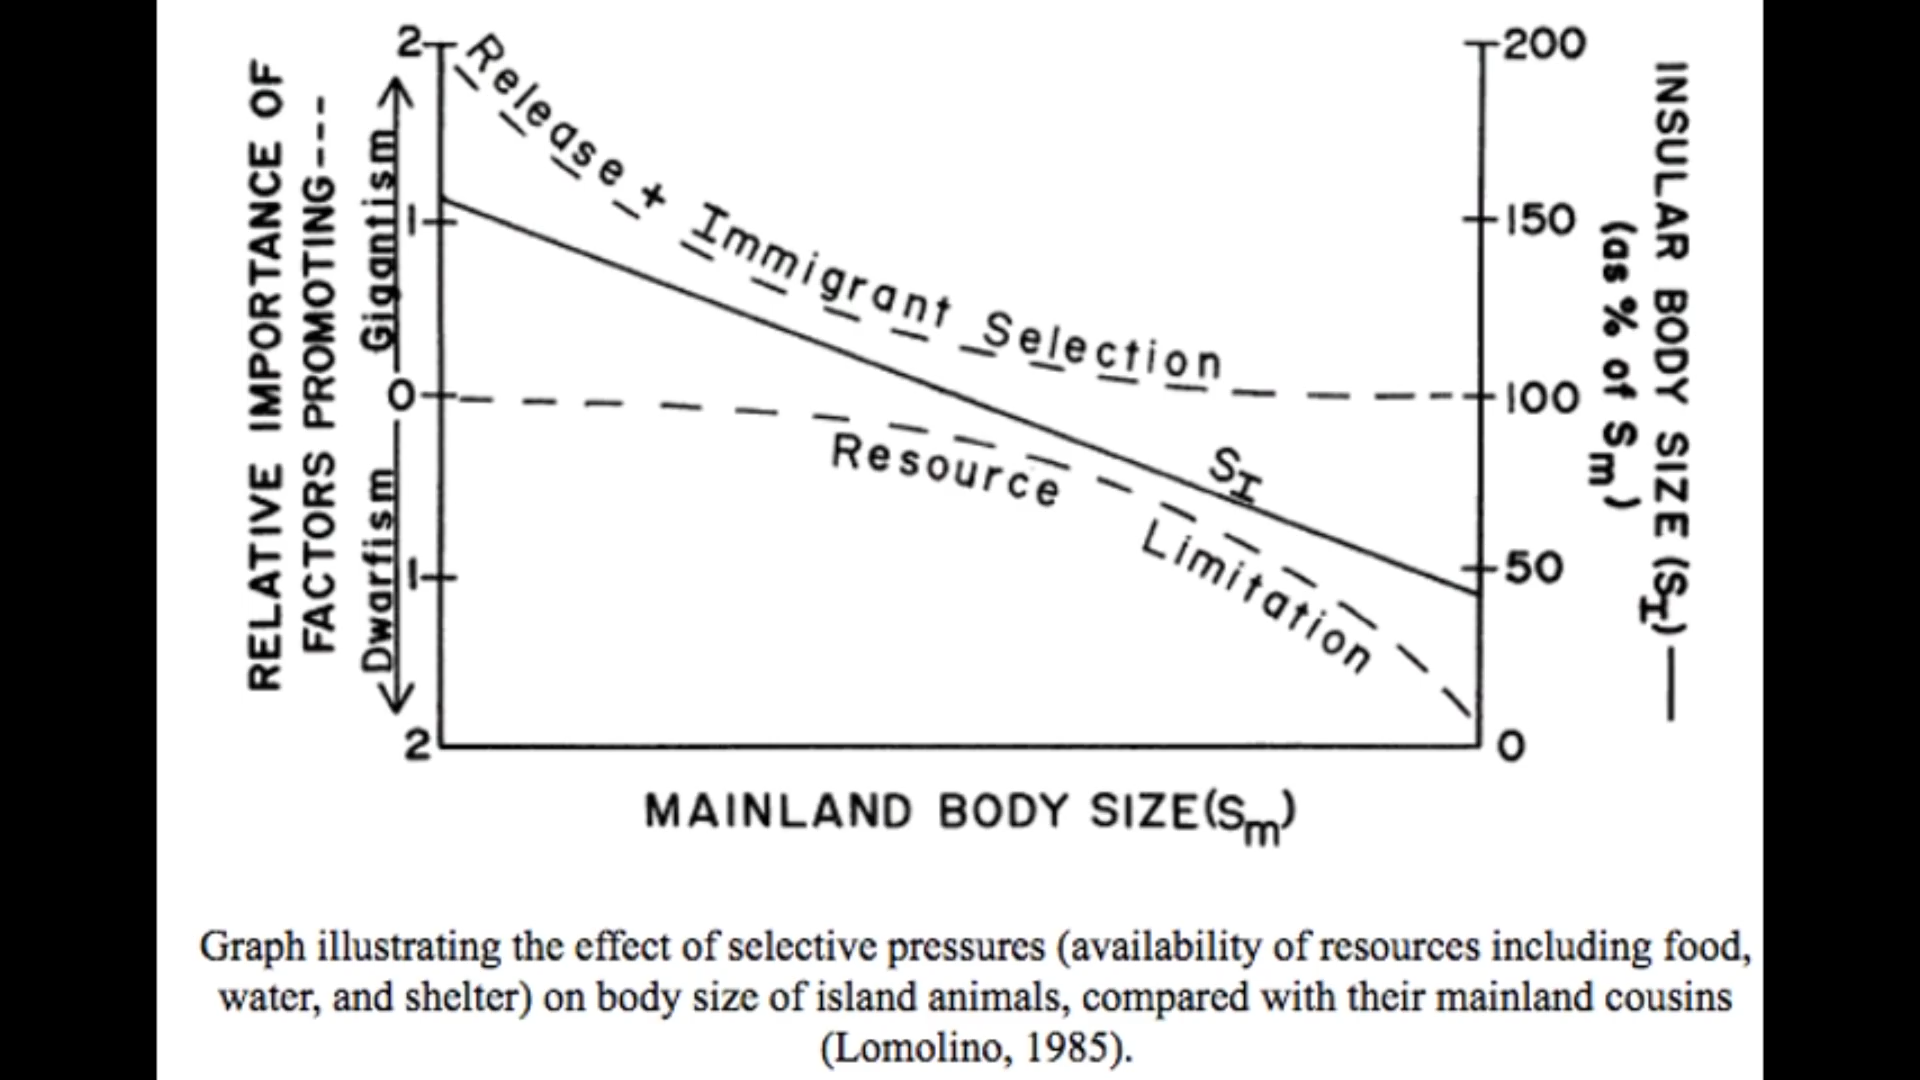 RELATIVE IMPORTANCE OF
FACTORS PROMOTING----
Dwarfism Gigantism
2
1
0
1
2
Release + Immigrant Selection
Resource Limitation
SI
200
150
100
50
0
INSULAR BODY SIZE (SI) —
(as % of Sm)
MAINLAND BODY SIZE(Sm)
Graph illustrating the effect of selective pressures (availability of resources including food,
water, and shelter) on body size of island animals, compared with their mainland cousins
(Lomolino, 1985).